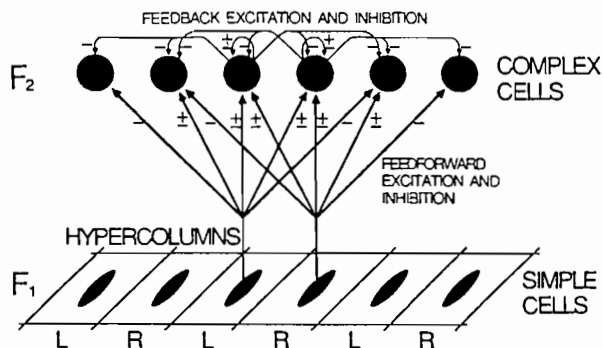 FEEDBACK EXCITATION AND INHIBITION
− − − ± ± ± ± − − −
F₂
COMPLEX
CELLS
− ± − ± ± ± ± − ± −
FEEDFORWARD
EXCITATION AND
INHIBITION
HYPERCOLUMNS
F₁
SIMPLE
CELLS
L R L R L R